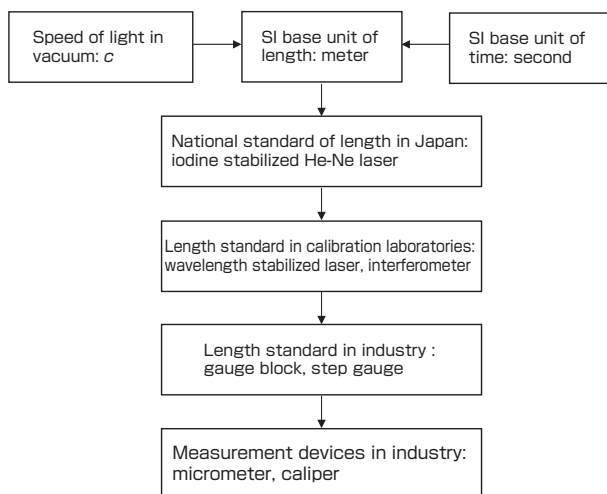 Speed of light in
vacuum: c
SI base unit of
length: meter
SI base unit of
time: second
National standard of length in Japan:
iodine stabilized He-Ne laser
Length standard in calibration laboratories:
wavelength stabilized laser, interferometer
Length standard in industry :
gauge block, step gauge
Measurement devices in industry:
micrometer, caliper